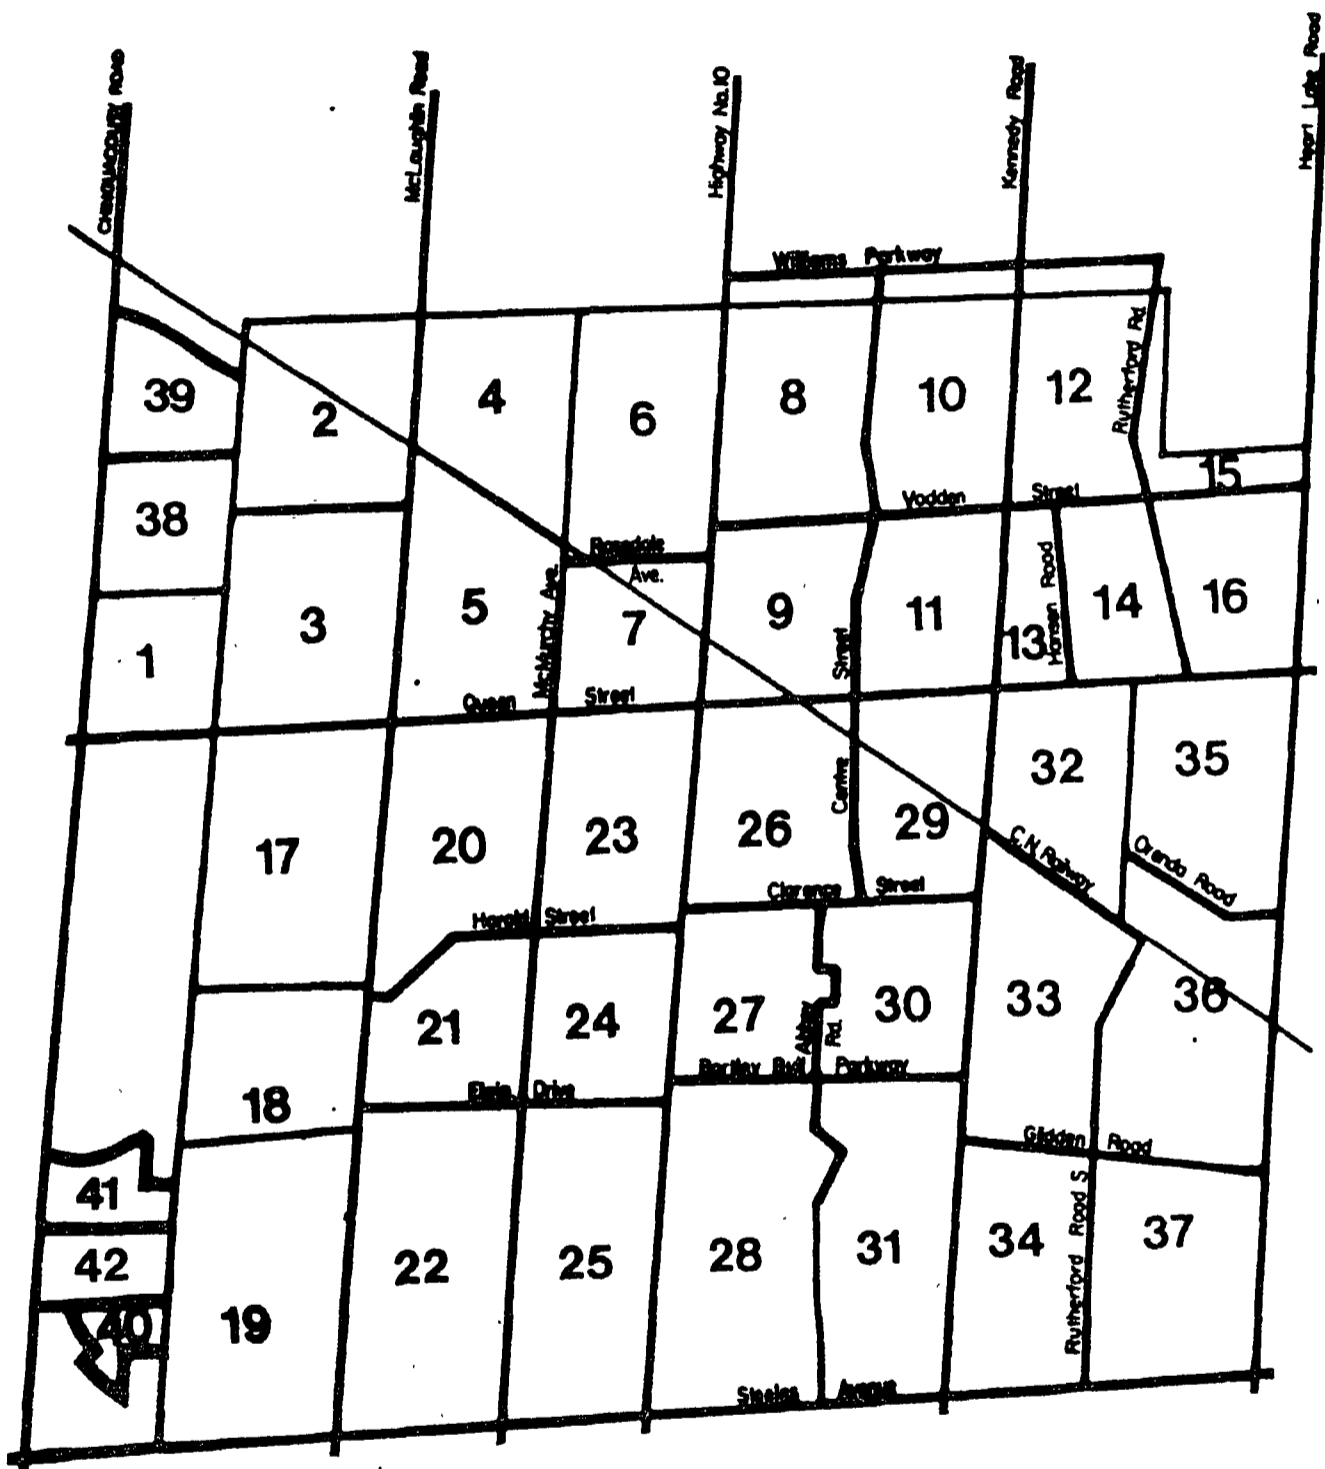 CHINGUACOUSY ROAD
McLaughlin Road
Highway No.10
Kennedy Road
Heart Lake Road
Williams Parkway
Rutherford Rd.
39
2
4
6
8
10
12
15
38
Vodden Street
Rosedale
Ave.
McMurchy Ave.
Hansen Road
1
3
5
7
9
11
13
14
16
Queen Street
Centre Street
17
20
23
26
29
32
35
C.N. Railway
Orenda Road
Clarence Street
Harold Street
21
24
27
30
33
36
Abbey Rd.
Bartley Bull Parkway
Elgin Drive
18
Glidden Road
41
42
40
19
22
25
28
31
34
37
Rutherford Road S.
Steeles Avenue